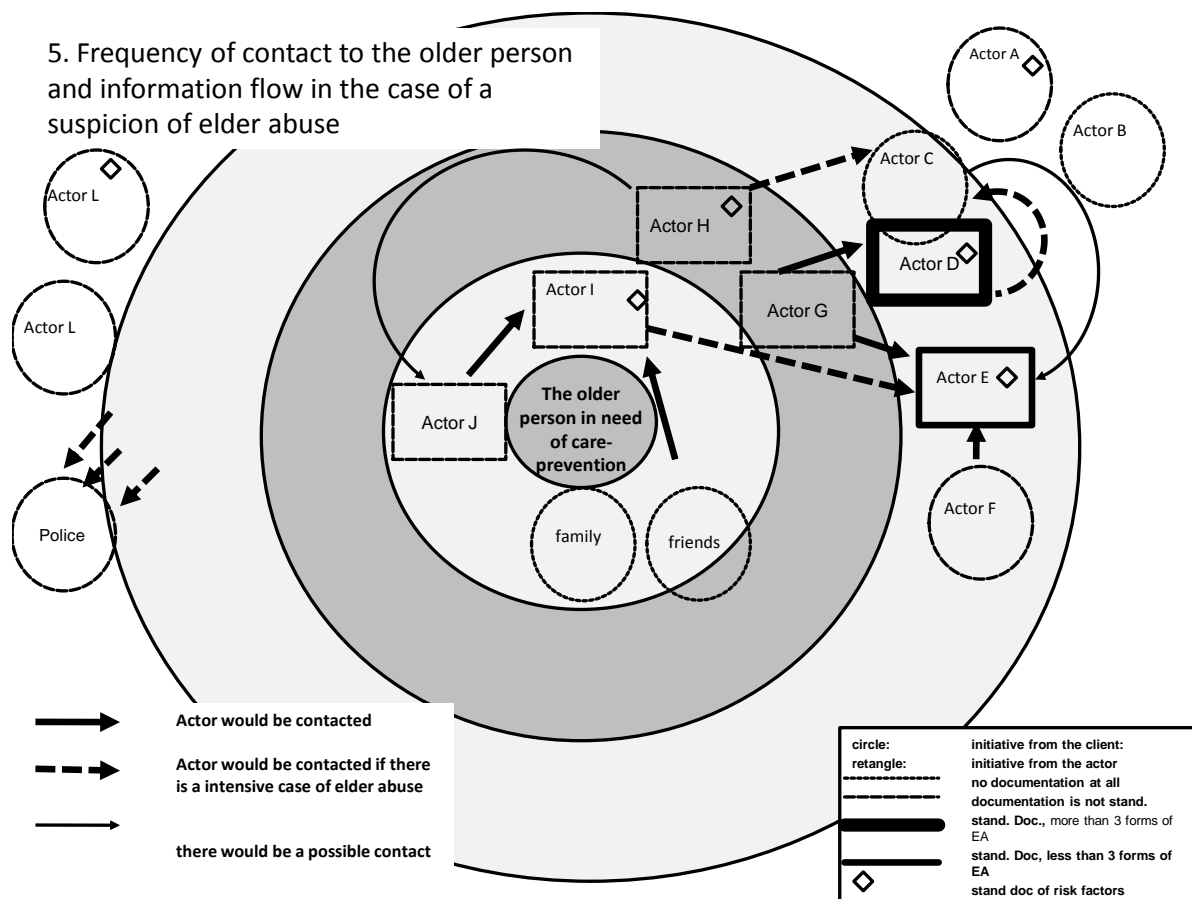 5. Frequency of contact to the older person
and information flow in the case of a
suspicion of elder abuse
Actor A
Actor B
Actor C
Actor L
Actor H
Actor D
Actor I
Actor G
Actor L
Actor E
The older
person in need
of care-
prevention
Actor J
Actor F
Police
family
friends
Actor would be contacted
Actor would be contacted if there
is a intensive case of elder abuse
there would be a possible contact
circle: initiative from the client:
retangle: initiative from the actor
no documentation at all
documentation is not stand.
stand. Doc., more than 3 forms of
EA
stand. Doc, less than 3 forms of
EA
stand doc of risk factors